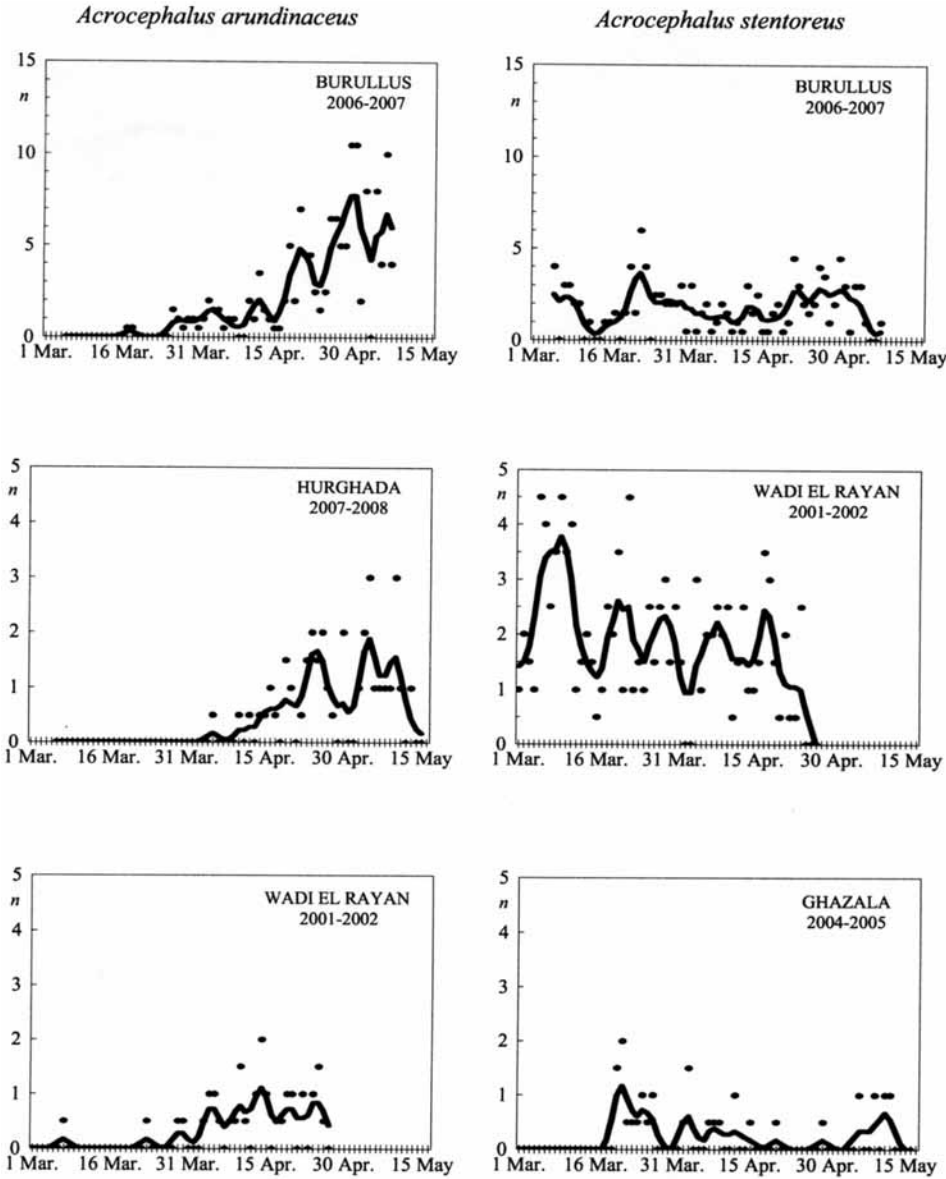 Acrocephalus arundinaceus
15
n
10
5
0
BURULLUS
2006-2007
1 Mar. 16 Mar. 31 Mar. 15 Apr. 30 Apr. 15 May
5
n
4
3
2
1
0
HURGHADA
2007-2008
1 Mar. 16 Mar. 31 Mar. 15 Apr. 30 Apr. 15 May
5
n
4
3
2
1
0
WADI EL RAYAN
2001-2002
1 Mar. 16 Mar. 31 Mar. 15 Apr. 30 Apr. 15 May
Acrocephalus stentoreus
15
n
10
5
0
BURULLUS
2006-2007
1 Mar. 16 Mar. 31 Mar. 15 Apr. 30 Apr. 15 May
5
n
4
3
2
1
0
WADI EL RAYAN
2001-2002
1 Mar. 16 Mar. 31 Mar. 15 Apr. 30 Apr. 15 May
5
n
4
3
2
1
0
GHAZALA
2004-2005
1 Mar. 16 Mar. 31 Mar. 15 Apr. 30 Apr. 15 May